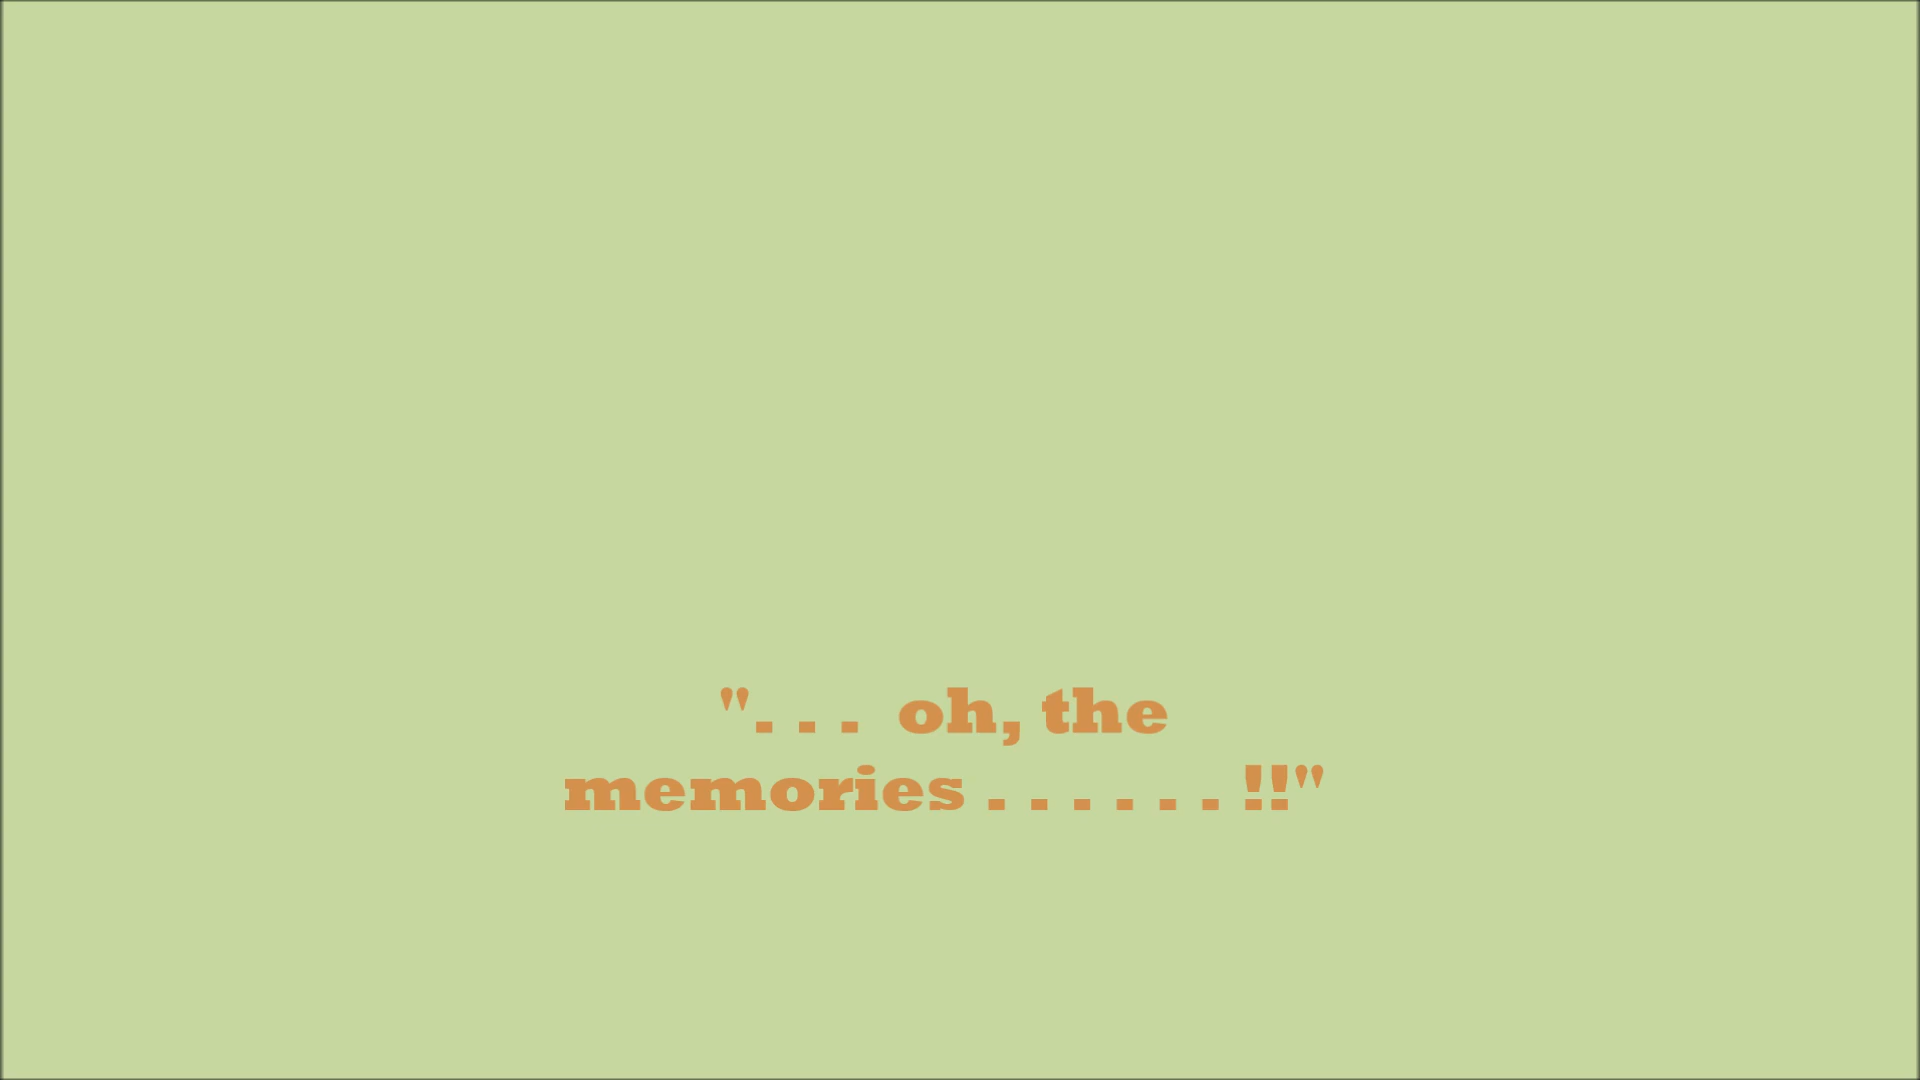 ". . .  oh, the
memories . . . . . . !!"